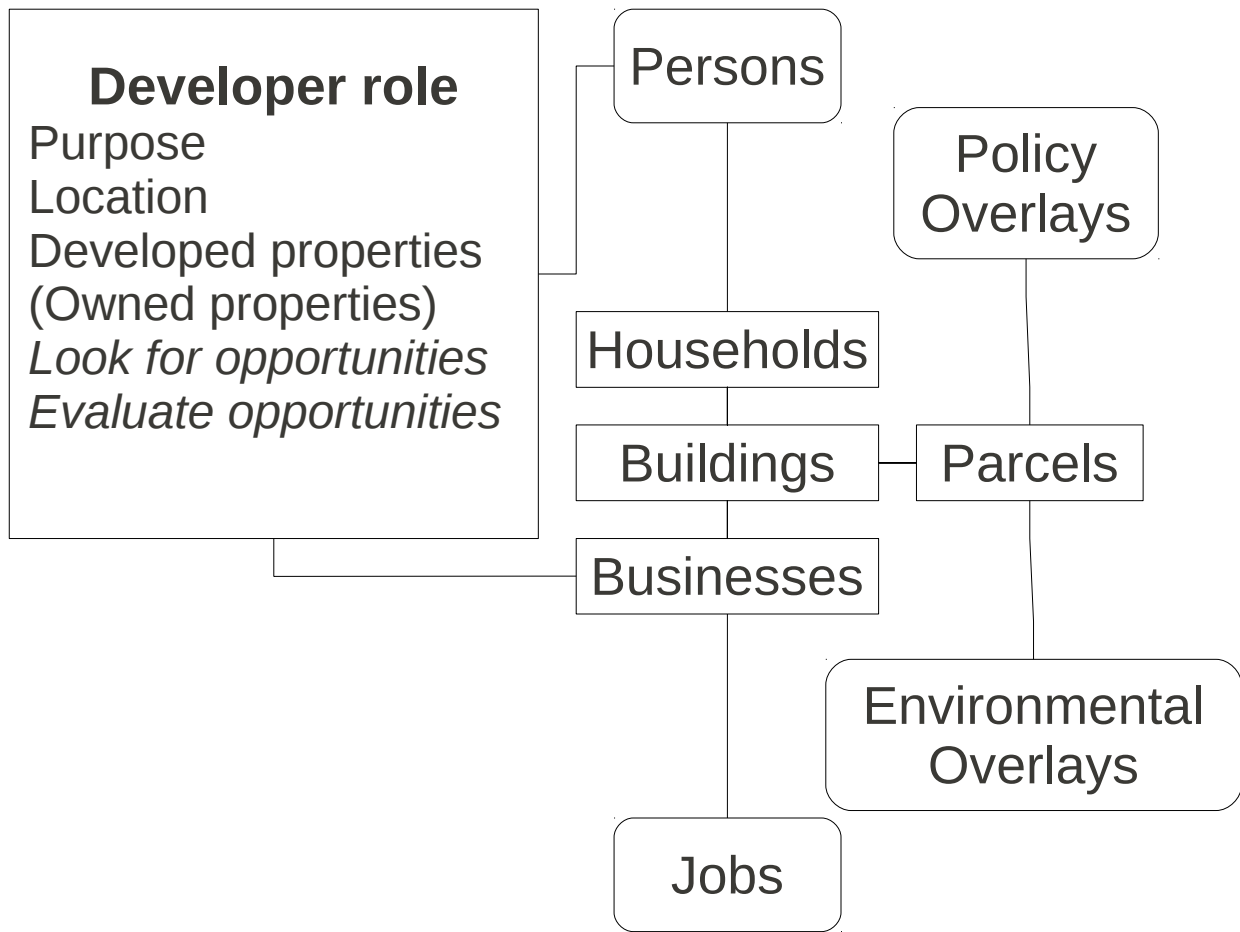 Developer role
Purpose
Location
Developed properties
(Owned properties)
Look for opportunities
Evaluate opportunities
Persons
Policy
Overlays
Households
Buildings
Parcels
Businesses
Environmental
Overlays
Jobs